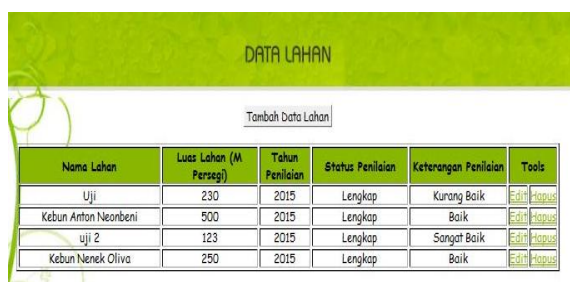 DATA LAHAN
Tambah Data Lahan
Nama Lahan Luas Lahan (M Persegi) Tahun Penilaian Status Penilaian Keterangan Penilaian Tools
Uji 230 2015 Lengkap Kurang Baik Edit Hapus
Kebun Anton Neonbeni 500 2015 Lengkap Baik Edit Hapus
uji 2 123 2015 Lengkap Sangat Baik Edit Hapus
Kebun Nenek Oliva 250 2015 Lengkap Baik Edit Hapus